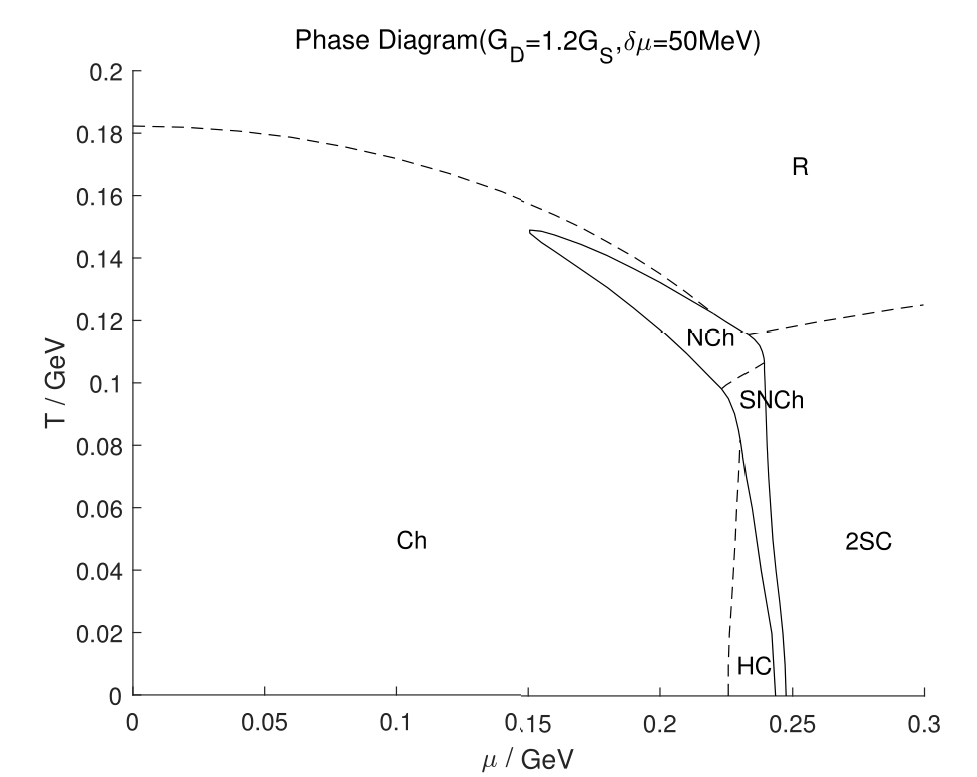 Phase Diagram(G_D=1.2G_S,δμ=50MeV)
0.2
0.18
R
0.16
0.14
NCh
0.12
0.1
SNCh
T / GeV
0.08
0.06
Ch
2SC
0.04
0.02
HC
0
0
0.05
0.1
0.15
0.2
0.25
0.3
μ / GeV